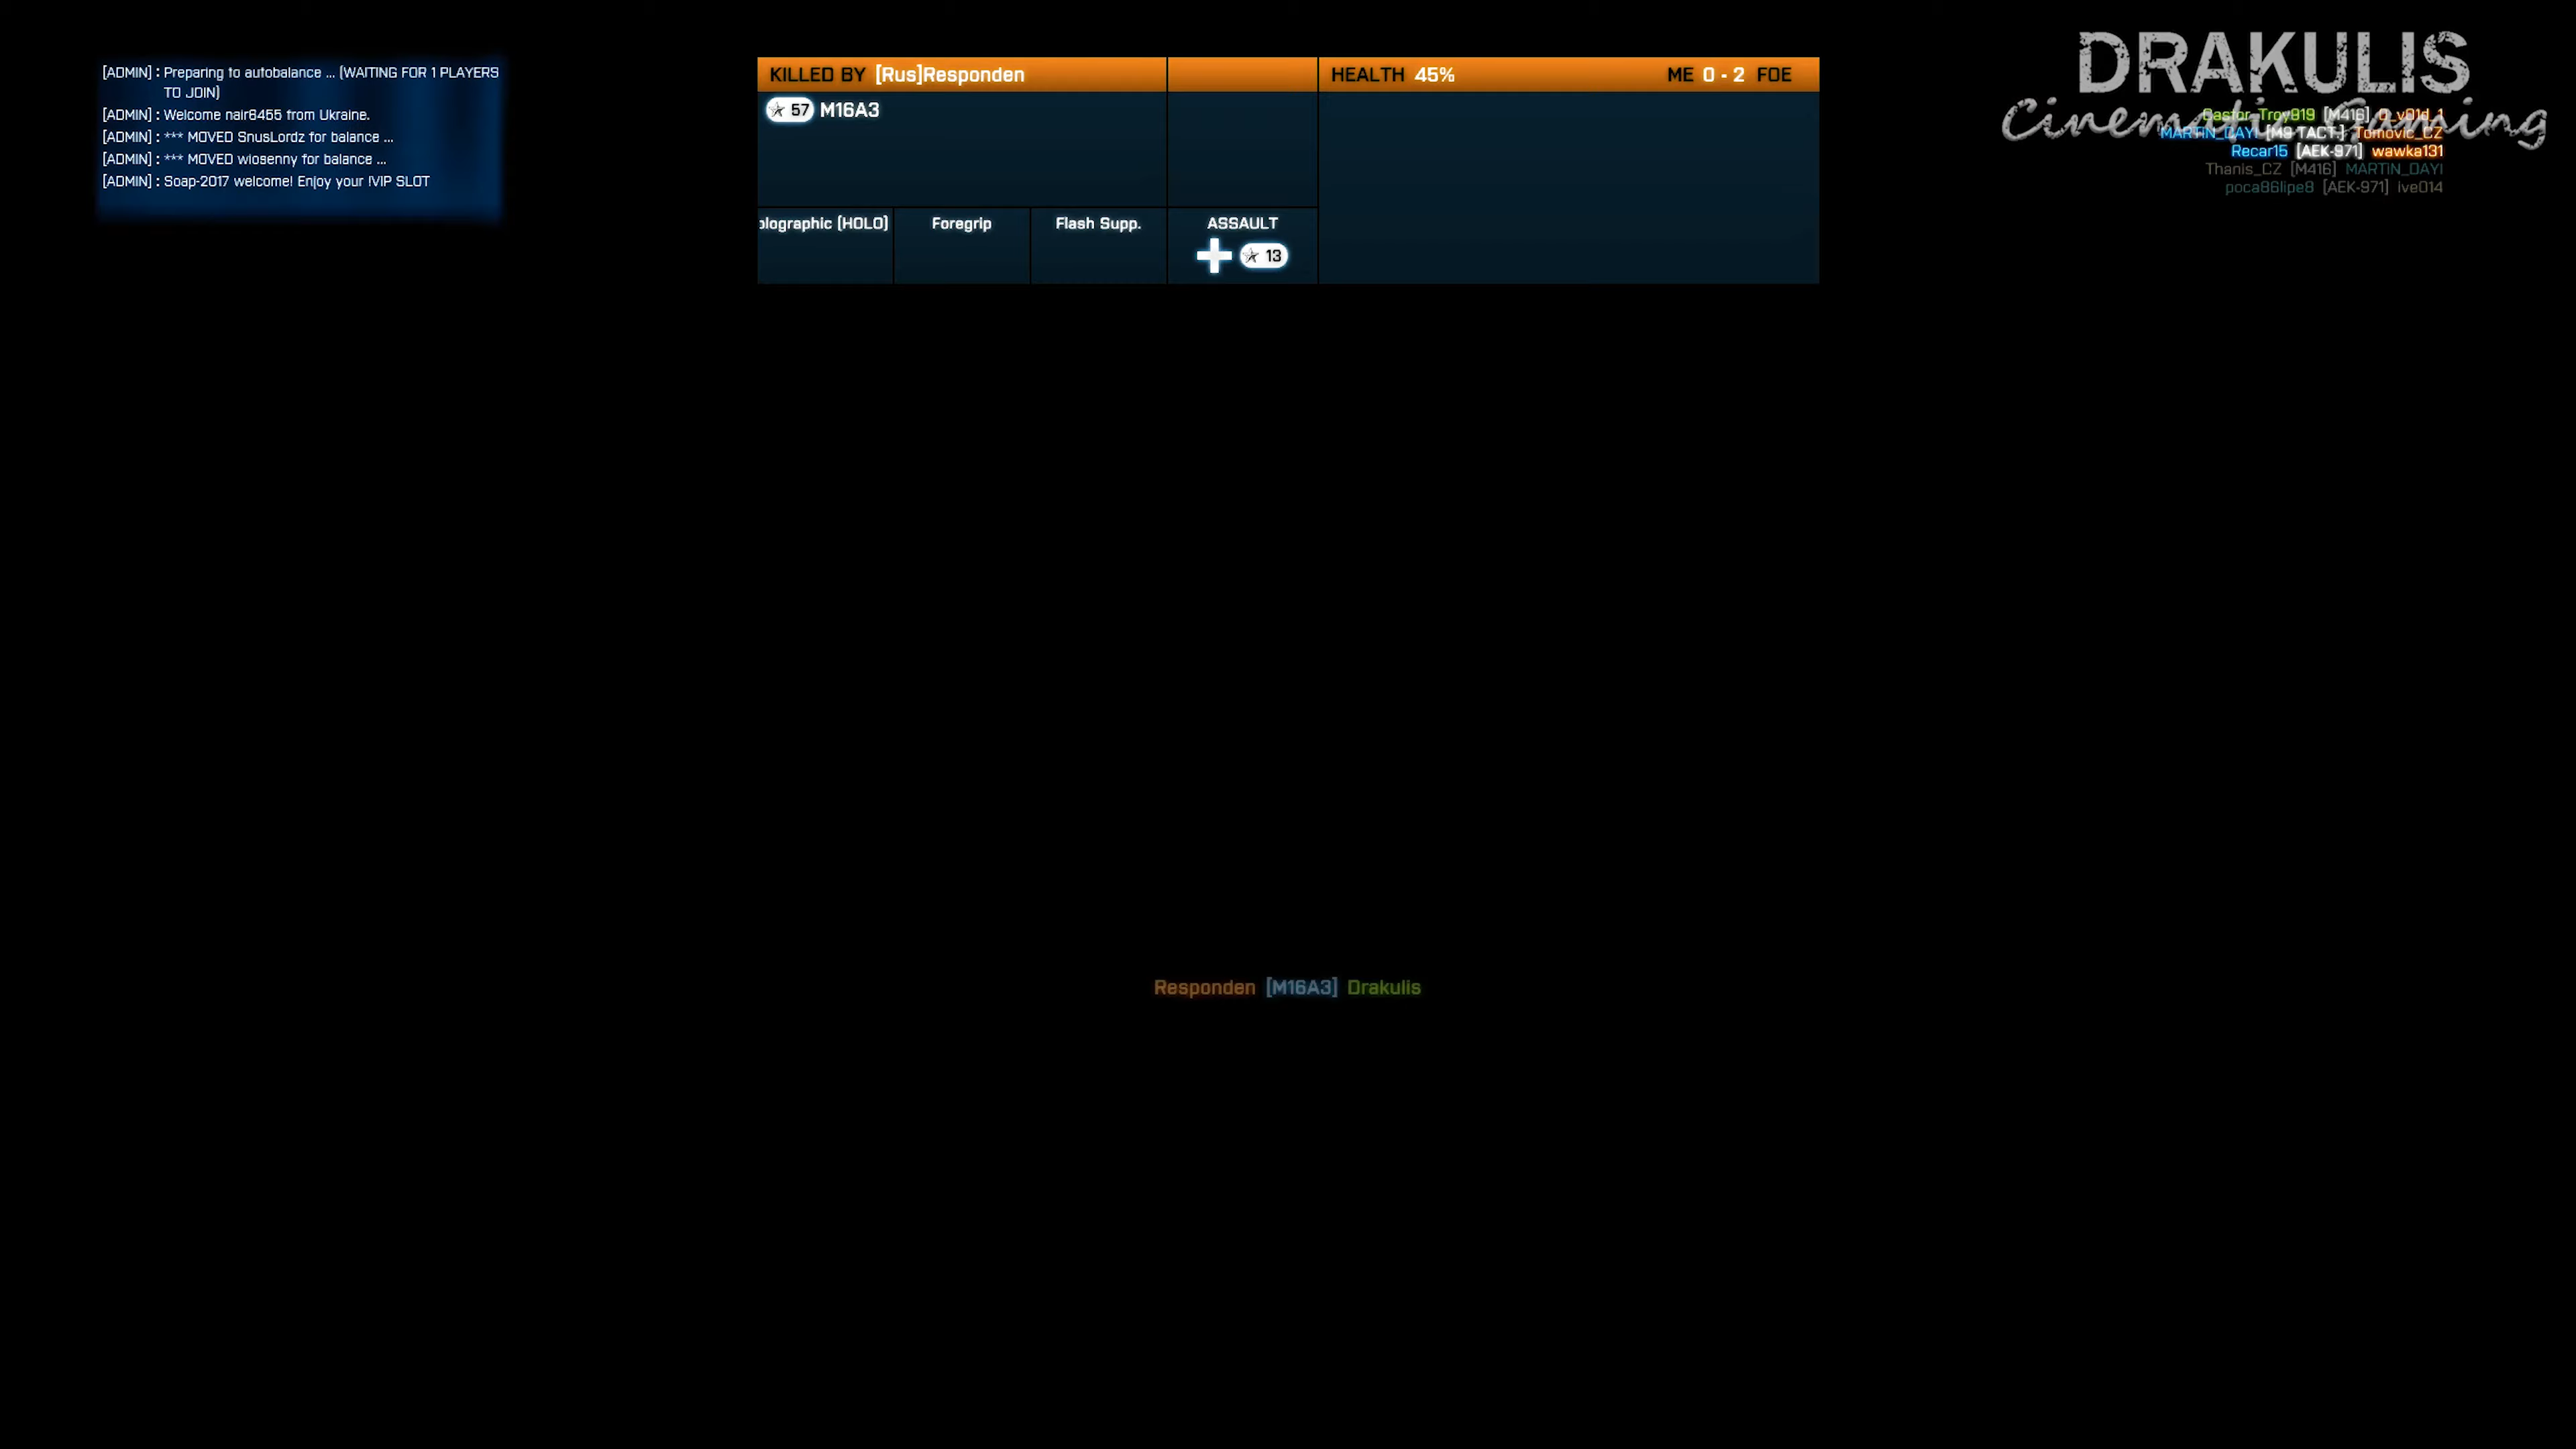 [ADMIN] : Preparing to autobalance ... (WAITING FOR 1 PLAYERS
TO JOIN)
[ADMIN] : Welcome nair8455 from Ukraine.
[ADMIN] : *** MOVED SnusLordz for balance ...
[ADMIN] : *** MOVED wiosenny for balance ...
[ADMIN] : Soap-2017 welcome! Enjoy your !VIP SLOT
KILLED BY [Rus]Responden
HEALTH 45%
ME 0 - 2 FOE
57 M16A3
olographic (HOLO)
Foregrip
Flash Supp.
ASSAULT
13
DRAKULIS
Cinematic Gaming
[M416]
MARTIN_DAYI [M9 TACT.] Tomovic_CZ
Recar15 [AEK-971] wawka131
Thanis_CZ [M416] MARTIN_DAYI
poca86lipe8 [AEK-971] ive014
Responden [M16A3] Drakulis